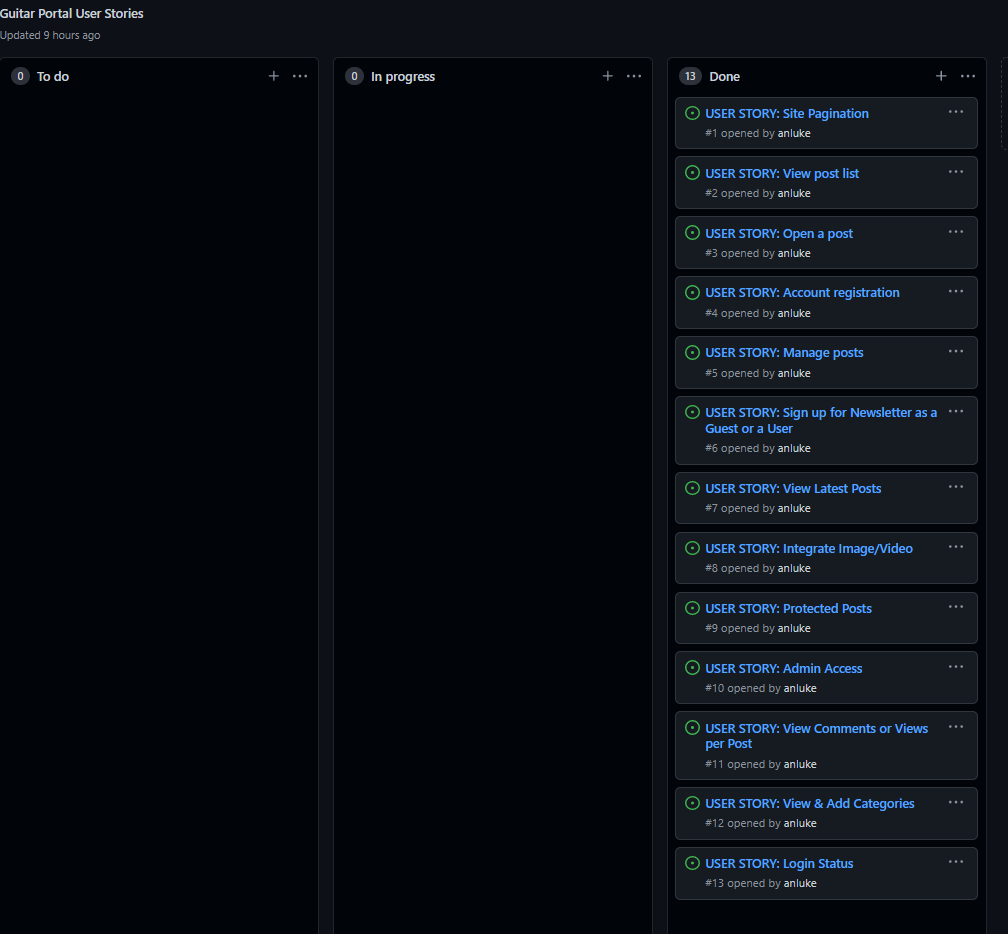 Guitar Portal User Stories
Updated 9 hours ago
0 To do
0 In progress
13 Done
USER STORY: Site Pagination
#1 opened by anluke
USER STORY: View post list
#2 opened by anluke
USER STORY: Open a post
#3 opened by anluke
USER STORY: Account registration
#4 opened by anluke
USER STORY: Manage posts
#5 opened by anluke
USER STORY: Sign up for Newsletter as a
Guest or a User
#6 opened by anluke
USER STORY: View Latest Posts
#7 opened by anluke
USER STORY: Integrate Image/Video
#8 opened by anluke
USER STORY: Protected Posts
#9 opened by anluke
USER STORY: Admin Access
#10 opened by anluke
USER STORY: View Comments or Views
per Post
#11 opened by anluke
USER STORY: View & Add Categories
#12 opened by anluke
USER STORY: Login Status
#13 opened by anluke